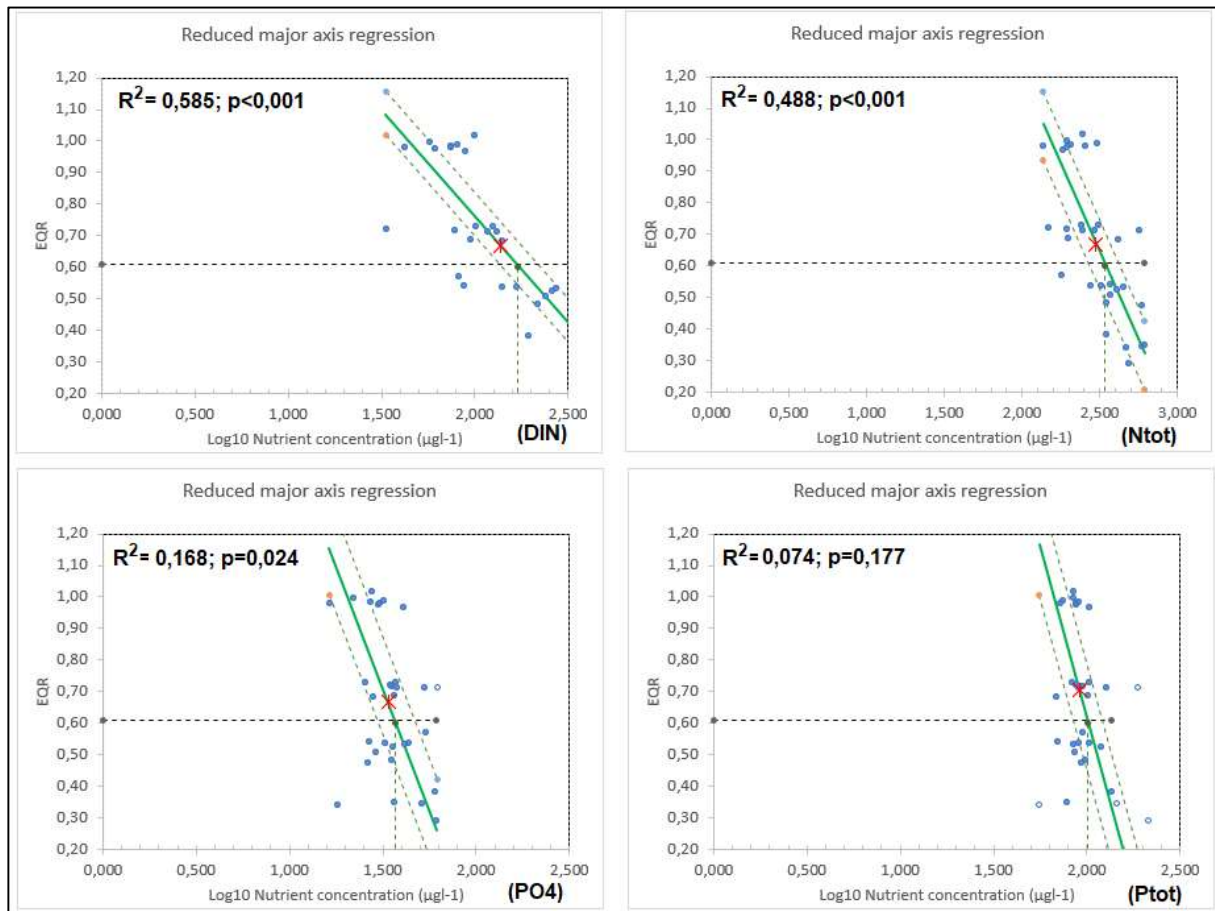 Reduced major axis regression
R2= 0,585; p<0,001
EQR
1,20
1,10
1,00
0,90
0,80
0,70
0,60
0,50
0,40
0,30
0,20
0,000 0,500 1,000 1,500 2,000 2,500
Log10 Nutrient concentration (µgl-1)
(DIN)
Reduced major axis regression
R2= 0,488; p<0,001
EQR
1,20
1,10
1,00
0,90
0,80
0,70
0,60
0,50
0,40
0,30
0,20
0,000 0,500 1,000 1,500 2,000 2,500 3,000
Log10 Nutrient concentration (µgl-1)
(Ntot)
Reduced major axis regression
R2= 0,168; p=0,024
EQR
1,20
1,10
1,00
0,90
0,80
0,70
0,60
0,50
0,40
0,30
0,20
0,000 0,500 1,000 1,500 2,000 2,500
Log10 Nutrient concentration (µgl-1)
(PO4)
Reduced major axis regression
R2= 0,074; p=0,177
EQR
1,20
1,10
1,00
0,90
0,80
0,70
0,60
0,50
0,40
0,30
0,20
0,000 0,500 1,000 1,500 2,000 2,500
Log10 Nutrient concentration (µgl-1)
(Ptot)